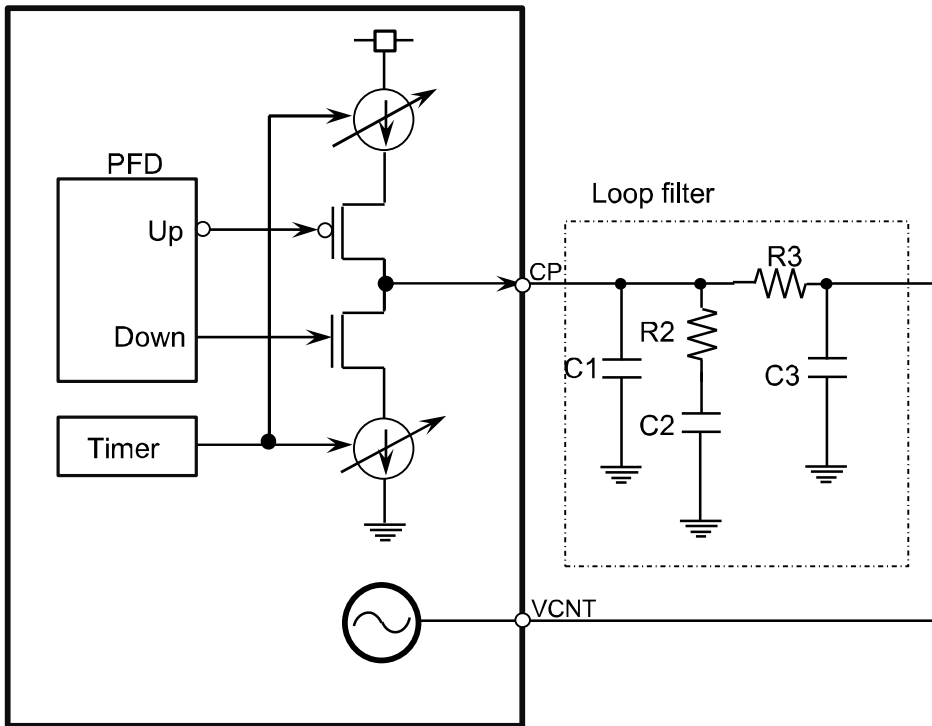 PFD
Up
Down
Timer
CP
VCNT
Loop filter
R3
R2
C1
C2
C3